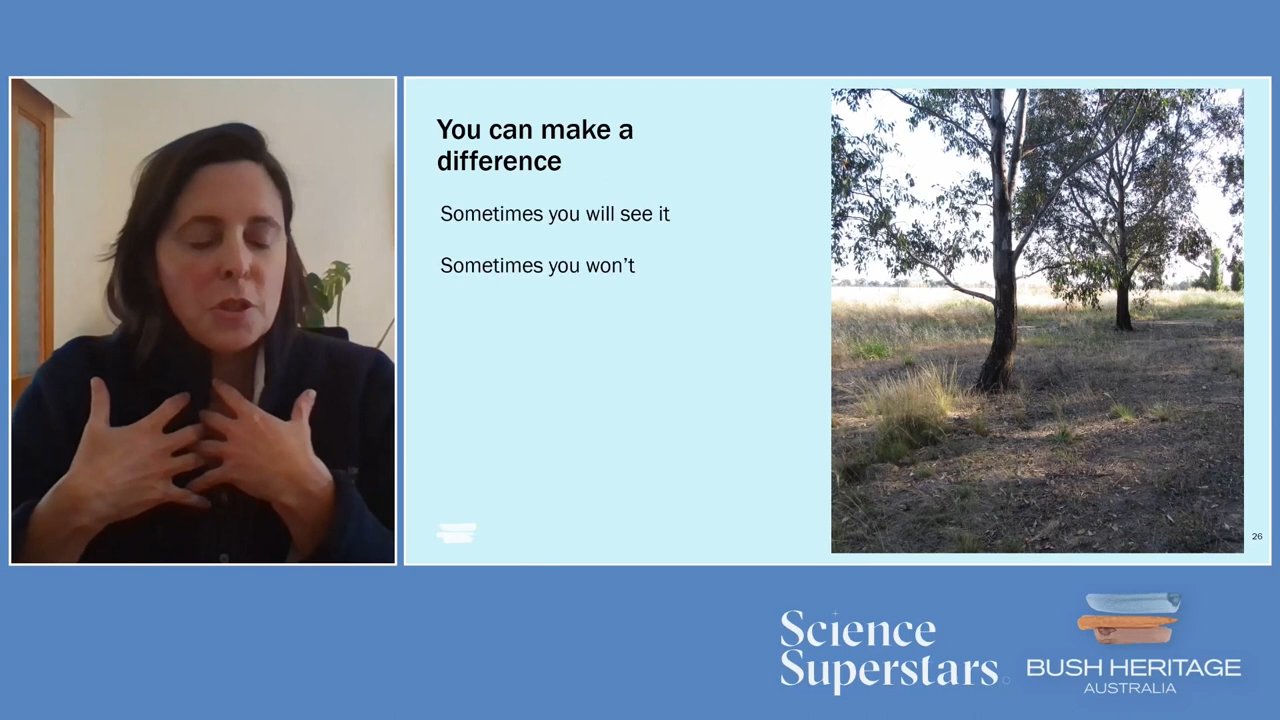 You can make a
difference
Sometimes you will see it
Sometimes you won’t
26
Science
Superstars
BUSH HERITAGE
AUSTRALIA